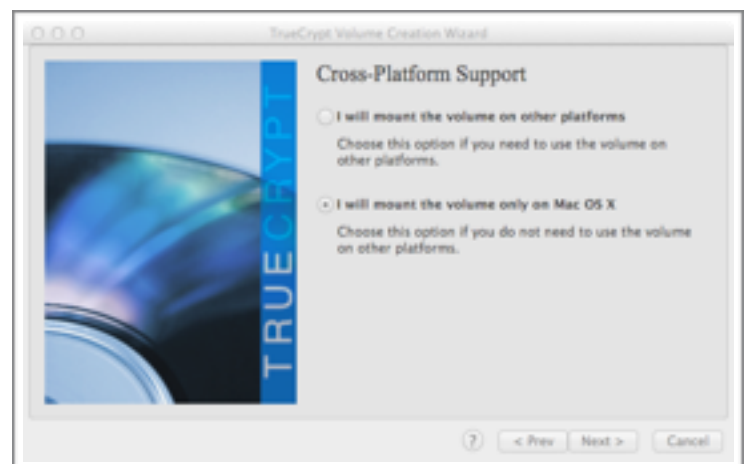 TrueCrypt Volume Creation Wizard
TRUECRYPT
Cross-Platform Support
I will mount the volume on other platforms
Choose this option if you need to use the volume on
other platforms.
I will mount the volume only on Mac OS X
Choose this option if you do not need to use the volume
on other platforms.
? < Prev Next > Cancel